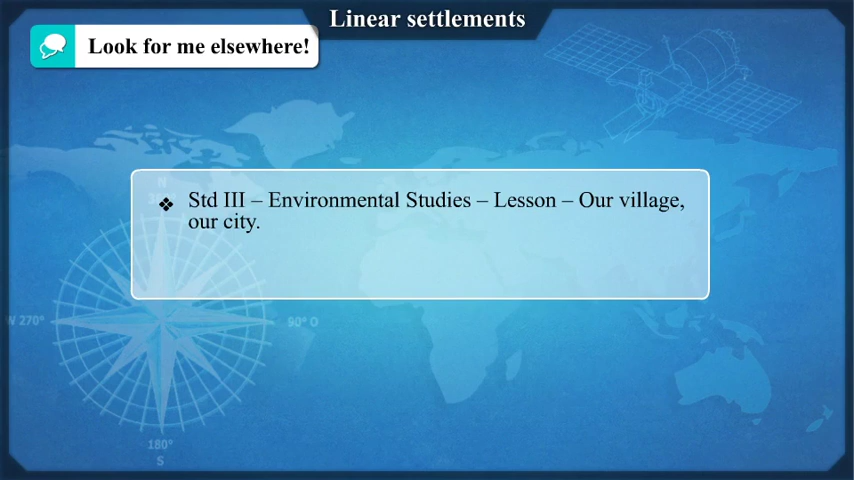 Linear settlements
Look for me elsewhere!
❖ Std III – Environmental Studies – Lesson – Our village,
our city.
N
W 270°
90° O
180°
S